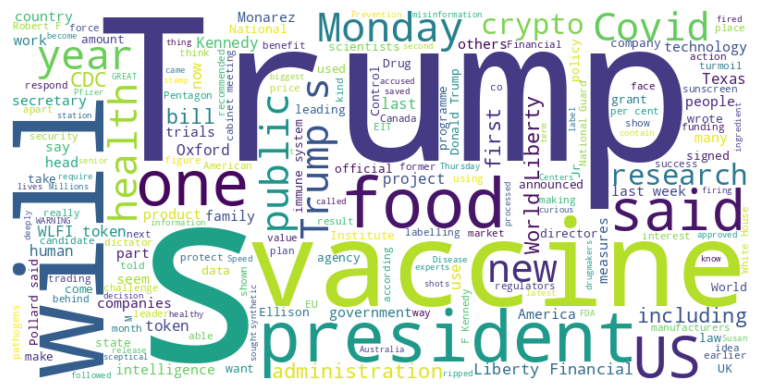 Trump
will
S
vaccine
president
food
said
US
one
new
public
Trump s
health
year
Monday
crypto
Covid
research
administration
including
bill
first
Kennedy
CDC
World Liberty
Liberty Financial
Texas
people
technology
Oxford
trials
token
WLFI token
human
intelligence
government
America
companies
family
part
project
measures
last week
last
now
head
say
secretary
country
work
Robert F
force
become
amount
Monarez
National
others
scientists
Financial
thing
benefit
came
stamp
think
GREAT
Prevention
misinformation
second
biggest
price
accused
saved
Pfizer
respond
station
Pentagon
cabinet meeting
turmoil
company
action
fired
place
policy
used
kind
recommended
Drug
Control
leading
Canada
programme
Donald Trump
EIT
co
grant
per cent
show
wrote
many
funding
face
sunscreen
label
contain
ingredient
National Guard
term
Jr
signed
success
firing
White House
apart
security
senior
figure
American
take
require
lives Millions
WARNING
deeply
really
information
candidate
next
dictator
Pollard said
trading
behind
come
told
seem
challenge
leader
healthy
state
month
M
able
release
decision
make
sceptical
followed
pathogens
product
immune system
official
former
Thursday
called
using
result
value
plan
labelling
market
processed
announced
making
curious
Centers
director
interest
approved
know
Institute
protect
Speed
data
shown
sought
synthetic
want
agency
Disease
experts
shots
EU
Ellison
use
Australia
ripped
way
F Kennedy
regulators
drugmakers
latest
FDA
World
manufacturers
law
Susan
idea
earlier
UK